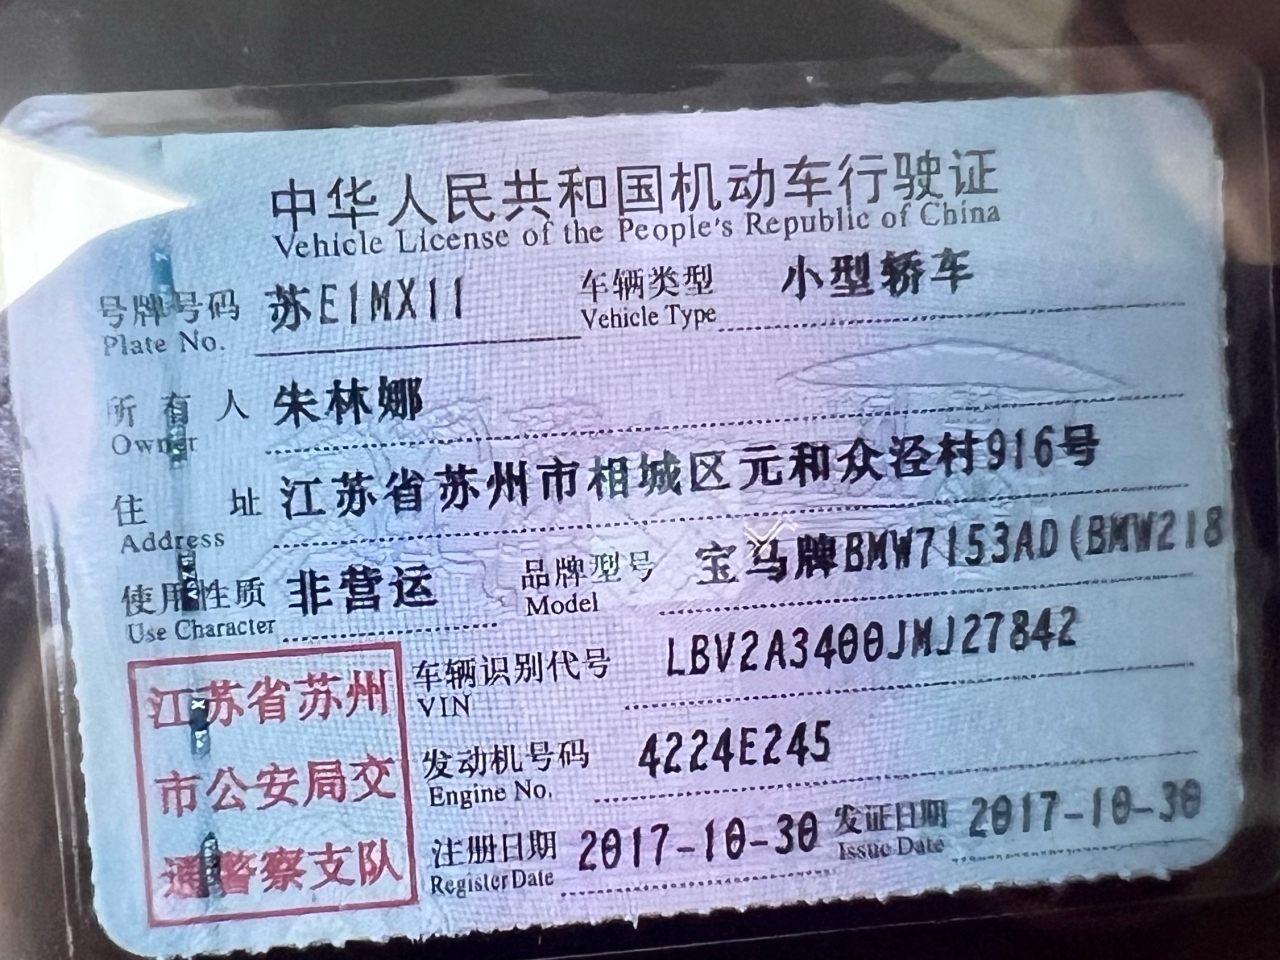 中华人民共和国机动车行驶证
Vehicle License of the People's Republic of China
号牌号码 苏E1MX11 车辆类型 小型轿车
Plate No. Vehicle Type
所有人 朱林娜
Owner
住址 江苏省苏州市相城区元和众泾村916号
Address
使用性质 非营运 品牌型号 宝马牌BMW7153AD(BMW218
Use Character Model
车辆识别代号 LBV2A3400JMJ27842
VIN
发动机号码 4224E245
Engine No.
注册日期 2017-10-30 发证日期 2017-10-30
Register Date Issue Date
江苏省苏州
市公安局交
通警察支队